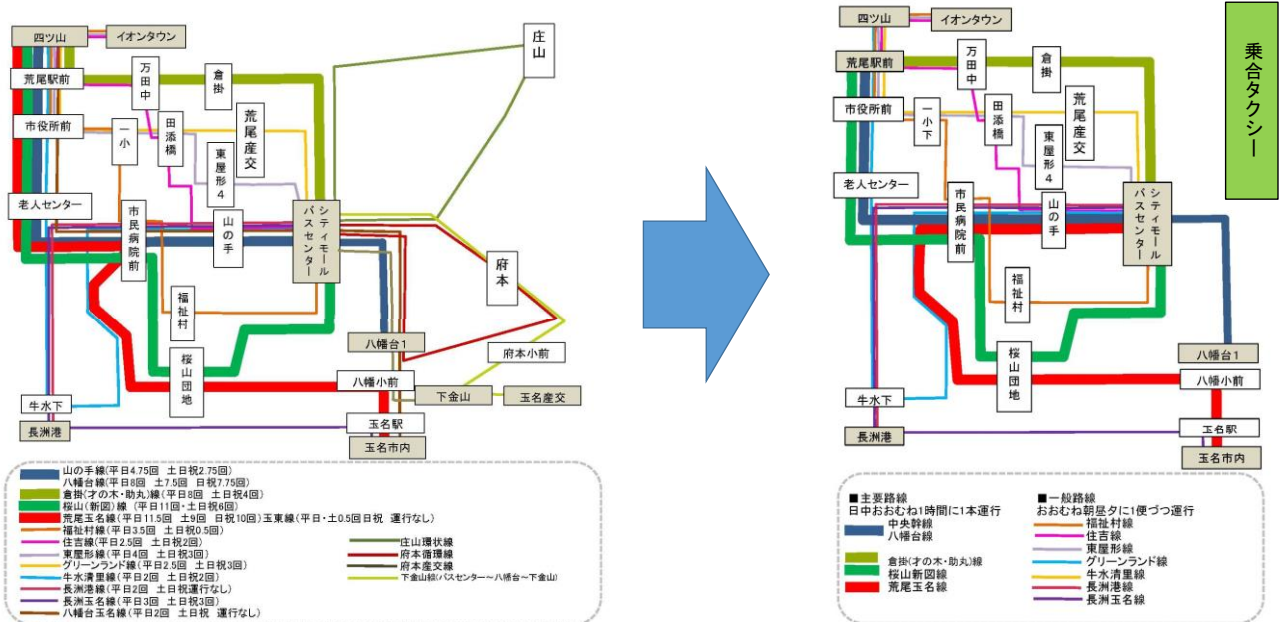 四ツ山
イオンタウン
荒尾駅前
万田中
倉掛
庄山
市役所前
一小
田添橋
荒尾産交
東屋形4
老人センター
市民病院前
山の手
シティモールバスセンター
府本
福祉村
桜山団地
八幡台1
府本小前
八幡小前
下金山
玉名産交
牛水下
長洲港
玉名駅
玉名市内
山の手線(平日4.75回 土日祝2.75回)
八幡台線(平日8回 土7.5回 日祝7.75回)
倉掛(才の木・助丸)線(平日8回 土日祝4回)
桜山(新図)線 (平日11回・土日祝6回)
荒尾玉名線(平日11.5回 土9回 日祝10回)玉東線(平日・土0.5回日祝 運行なし)
福祉村線(平日3.5回 土日祝0.5回)
住吉線(平日2.5回 土日祝2回)
東屋形線(平日4回 土日祝3回)
グリーンランド線(平日2.5回 土日祝3回)
牛水清里線(平日2回 土日祝2回)
長洲港線(平日2回 土日祝運行なし)
長洲玉名線(平日3回 土日祝3回)
八幡台玉名線(平日2回 土日祝 運行なし)
庄山環状線
府本循環線
府本産交線
下金山線(バスセンター～八幡台～下金山)
四ツ山
イオンタウン
乗合タクシー
荒尾駅前
万田中
倉掛
市役所前
一小下
田添橋
荒尾産交
東屋形4
老人センター
市民病院前
山の手
シティモールバスセンター
福祉村
桜山団地
八幡台1
八幡小前
牛水下
長洲港
玉名駅
玉名市内
■主要路線
日中おおむね1時間に1本運行
中央幹線
八幡台線
倉掛(才の木・助丸)線
桜山新図線
荒尾玉名線
■一般路線
おおむね朝昼夕に1便づつ運行
福祉村線
住吉線
東屋形線
グリーンランド線
牛水清里線
長洲港線
長洲玉名線